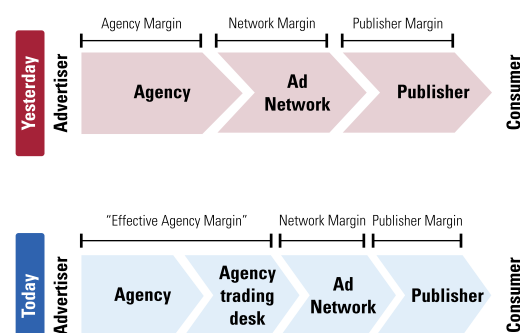 Agency Margin Network Margin Publisher Margin
Yesterday
Advertiser
Agency
Ad
Network
Publisher
Consumer
“Effective Agency Margin” Network Margin Publisher Margin
Today
Advertiser
Agency
Agency
trading
desk
Ad
Network
Publisher
Consumer